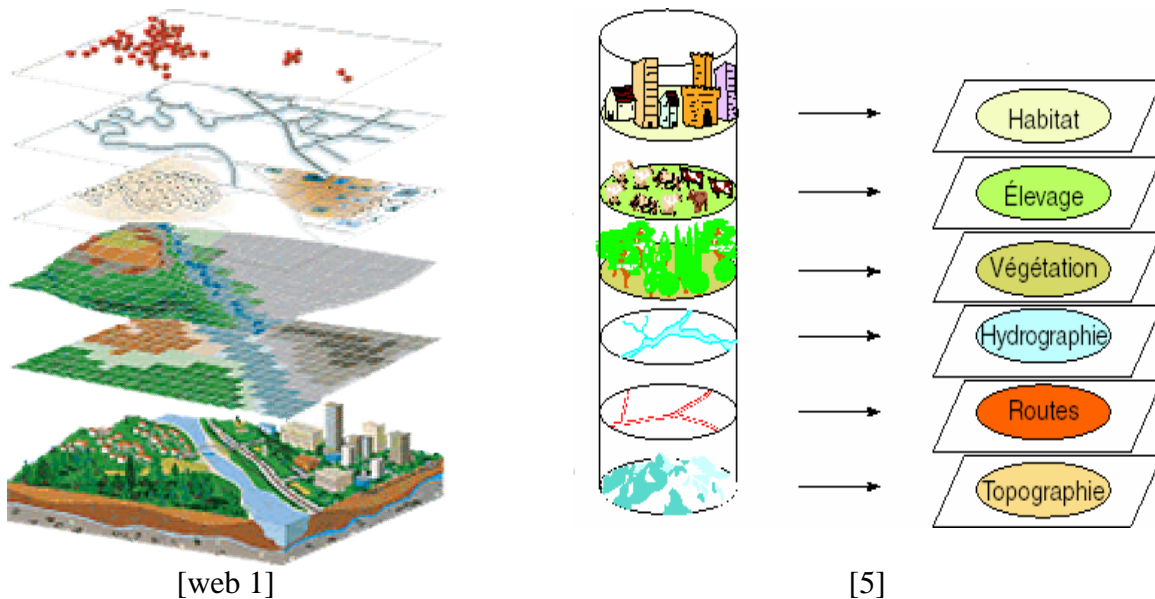 Habitat
Élevage
Végétation
Hydrographie
Routes
Topographie
[web 1]
[5]